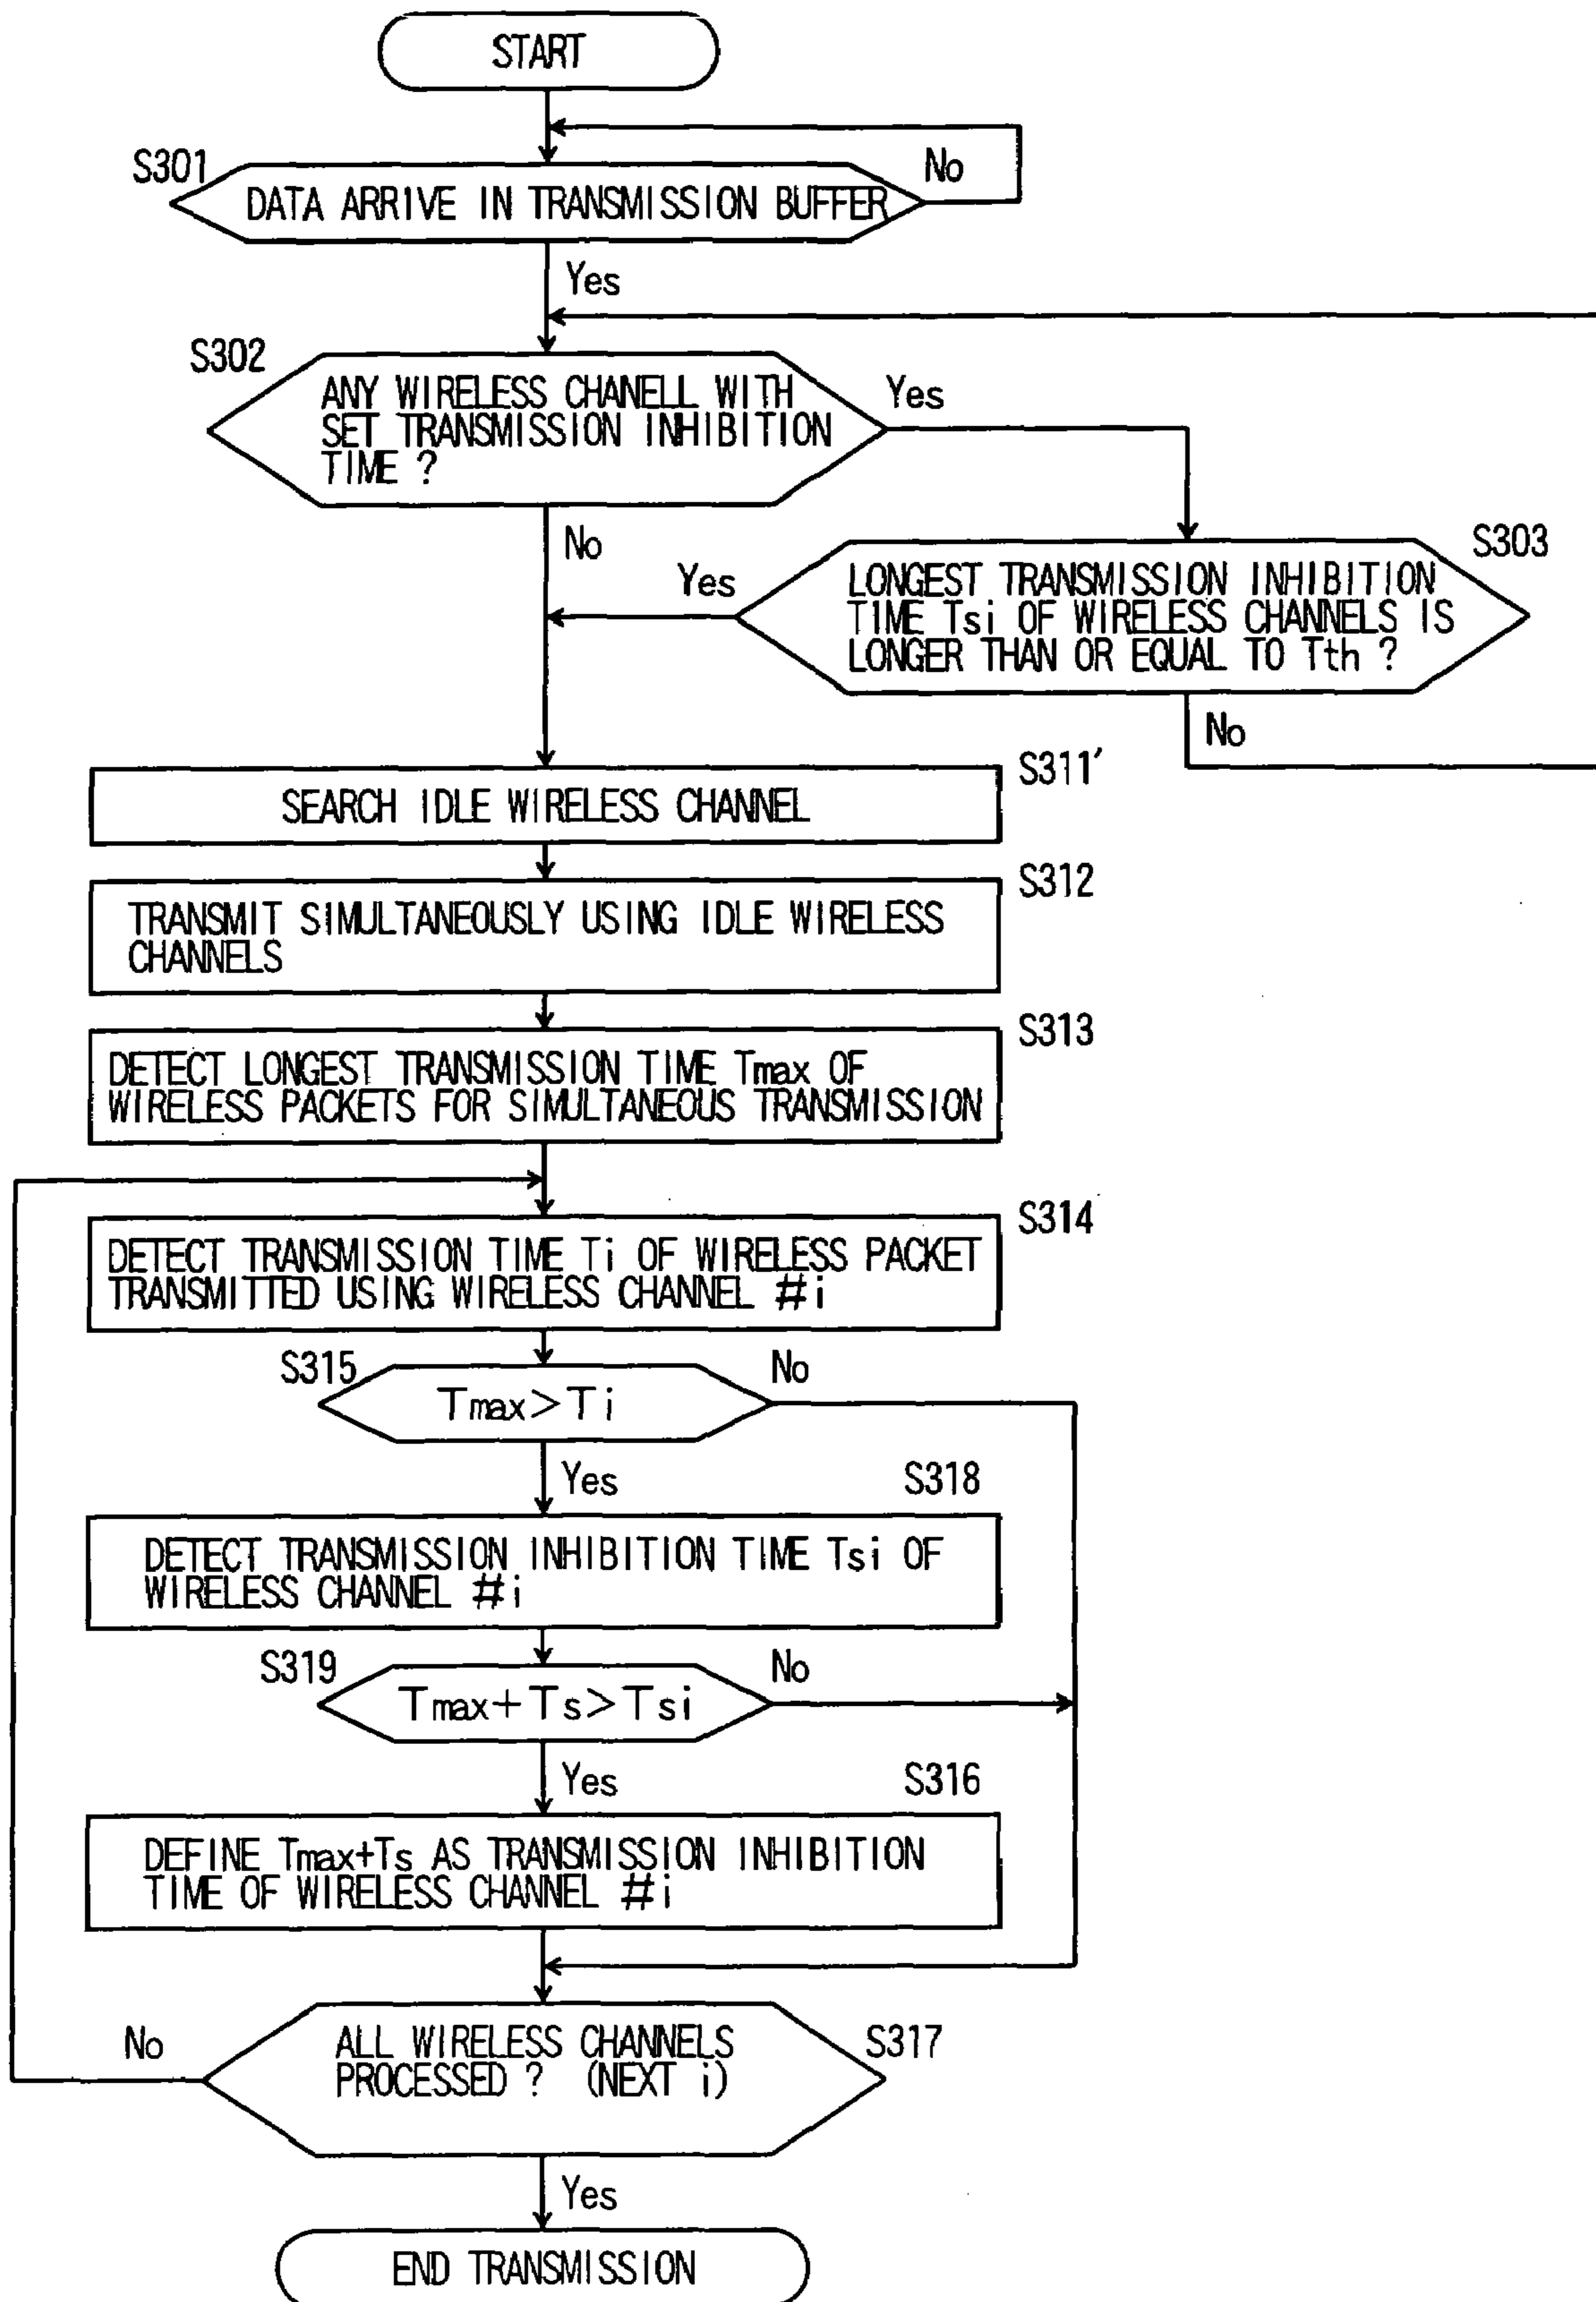 START
S301
DATA ARRIVE IN TRANSMISSION BUFFER
No
Yes
S302
ANY WIRELESS CHANELL WITH
SET TRANSMISSION INHIBITION
TIME ?
Yes
No
S303
Yes
LONGEST TRANSMISSION INHIBITION
TIME Tsi OF WIRELESS CHANNELS IS
LONGER THAN OR EQUAL TO Tth ?
No
S311'
SEARCH IDLE WIRELESS CHANNEL
S312
TRANSMIT SIMULTANEOUSLY USING IDLE WIRELESS
CHANNELS
S313
DETECT LONGEST TRANSMISSION TIME Tmax OF
WIRELESS PACKETS FOR SIMULTANEOUS TRANSMISSION
S314
DETECT TRANSMISSION TIME Ti OF WIRELESS PACKET
TRANSMITTED USING WIRELESS CHANNEL #i
S315
No
Tmax>Ti
Yes
S318
DETECT TRANSMISSION INHIBITION TIME Tsi OF
WIRELESS CHANNEL #i
S319
No
Tmax+Ts>Tsi
Yes
S316
DEFINE Tmax+Ts AS TRANSMISSION INHIBITION
TIME OF WIRELESS CHANNEL #i
No
ALL WIRELESS CHANNELS
PROCESSED ? (NEXT i)
S317
Yes
END TRANSMISSION